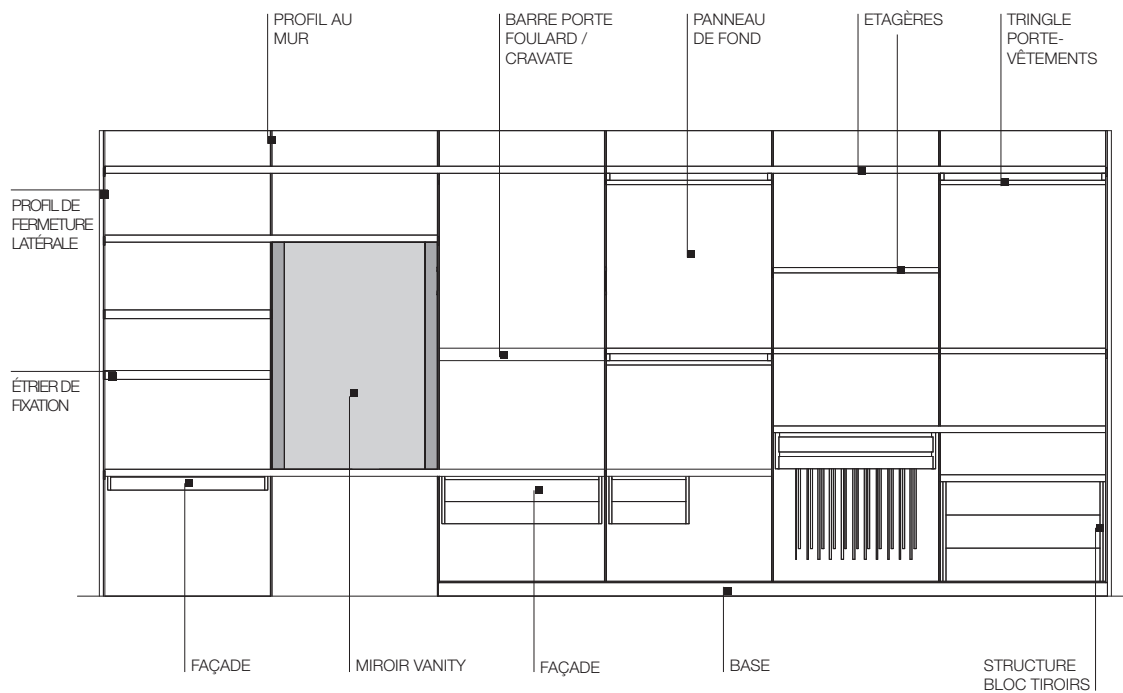 PROFIL AU
MUR
BARRE PORTE
FOULARD /
CRAVATE
PANNEAU
DE FOND
ETAGÈRES
TRINGLE
PORTE-
VÊTEMENTS
PROFIL DE
FERMETURE
LATÉRALE
ÉTRIER DE
FIXATION
FAÇADE
MIROIR VANITY
FAÇADE
BASE
STRUCTURE
BLOC TIROIRS